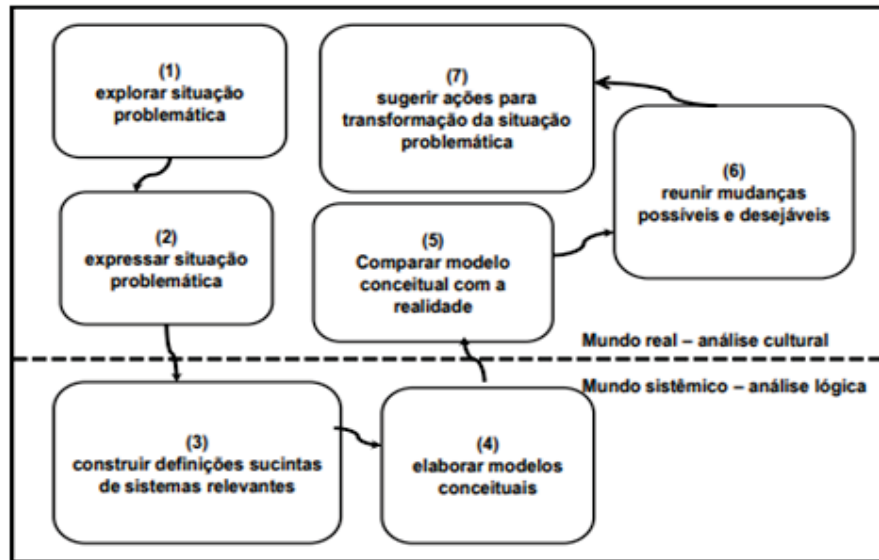 (1)
explorar situação
problemática
(2)
expressar situação
problemática
(3)
construir definições sucintas
de sistemas relevantes
(4)
elaborar modelos
conceituais
(5)
Comparar modelo
conceitual com a
realidade
(6)
reunir mudanças
possíveis e desejáveis
(7)
sugerir ações para
transformação da situação
problemática
Mundo real – análise cultural
Mundo sistêmico – análise lógica